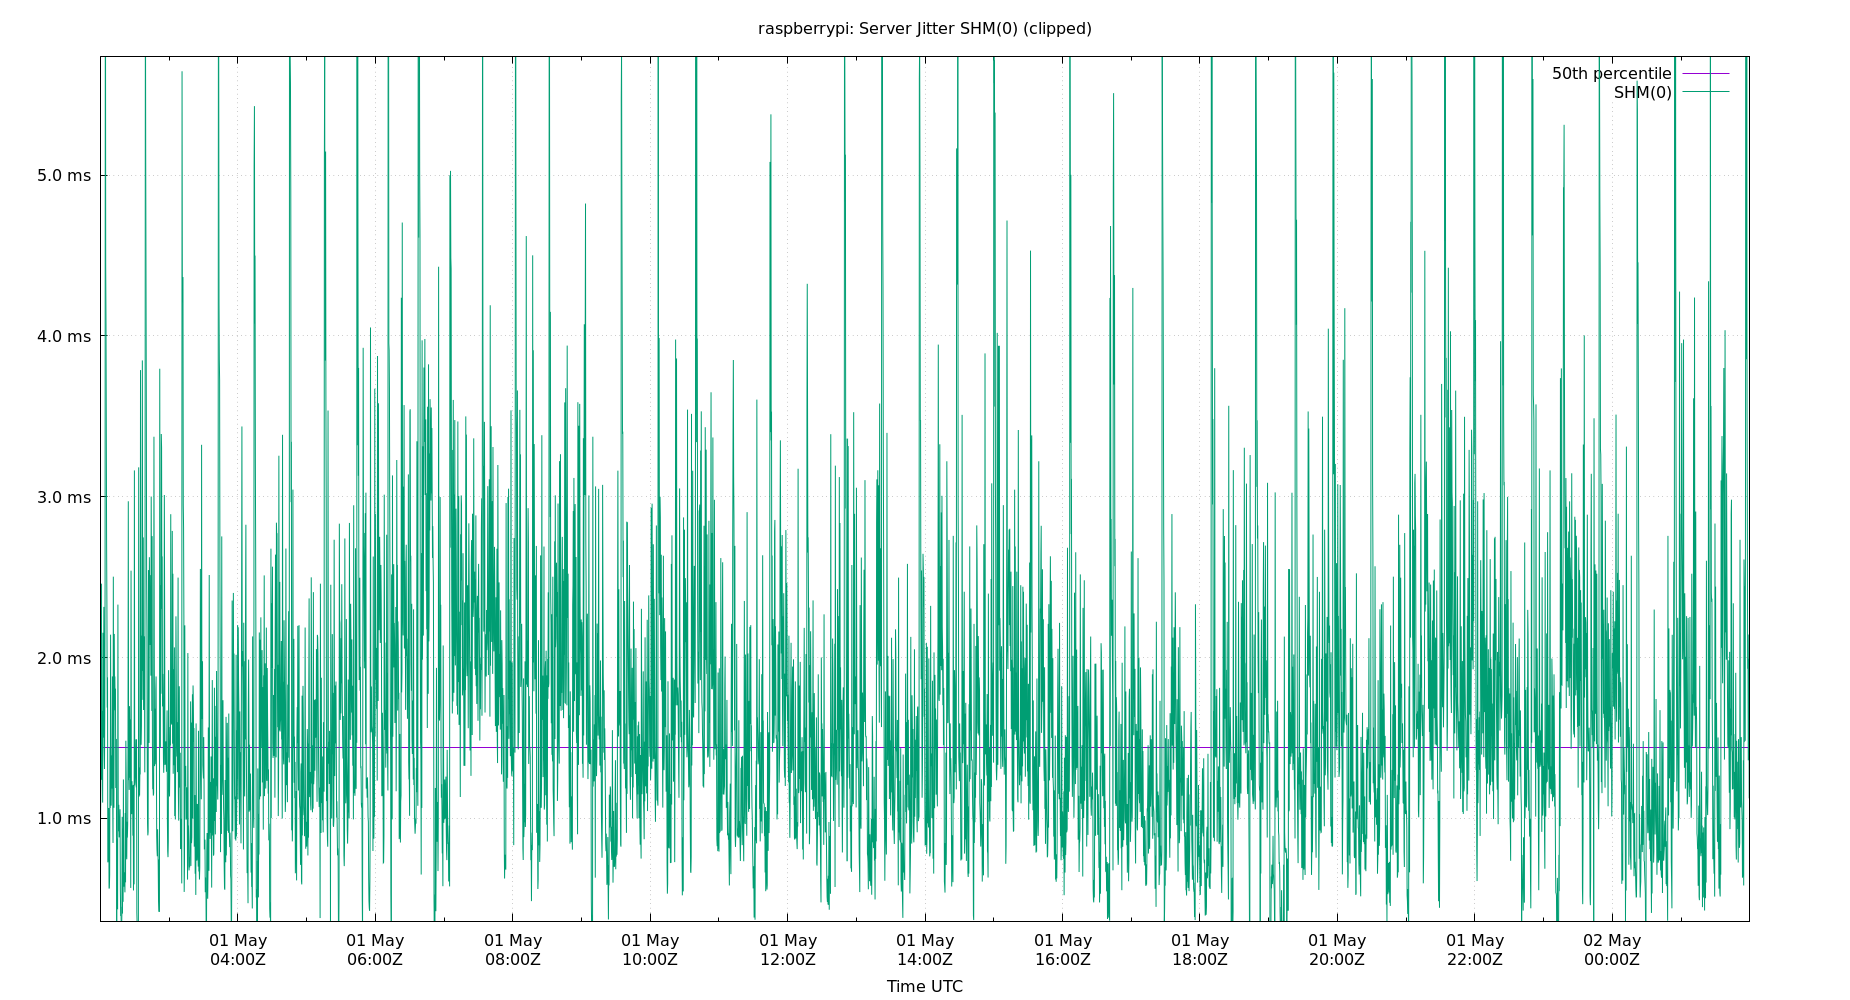 raspberrypi: Server Jitter SHM(0) (clipped)
50th percentile
SHM(0)
5.0 ms
4.0 ms
3.0 ms
2.0 ms
1.0 ms
01 May 01 May 01 May 01 May 01 May 01 May 01 May 01 May 01 May 01 May 02 May
04:00Z 06:00Z 08:00Z 10:00Z 12:00Z 14:00Z 16:00Z 18:00Z 20:00Z 22:00Z 00:00Z
Time UTC